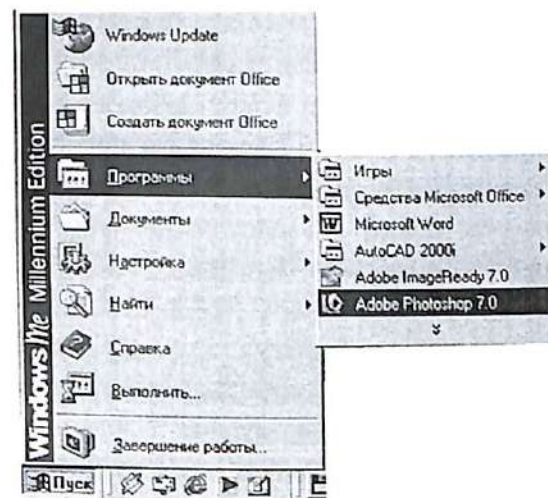 Windows Me Millennium Edition
Windows Update
Открыть документ Office
Создать документ Office
Программы
Документы
Настройка
Найти
Справка
Выполнить...
Завершение работы...
Игры
Средства Microsoft Office
Microsoft Word
AutoCAD 2000i
Adobe ImageReady 7.0
Adobe Photoshop 7.0
Пуск